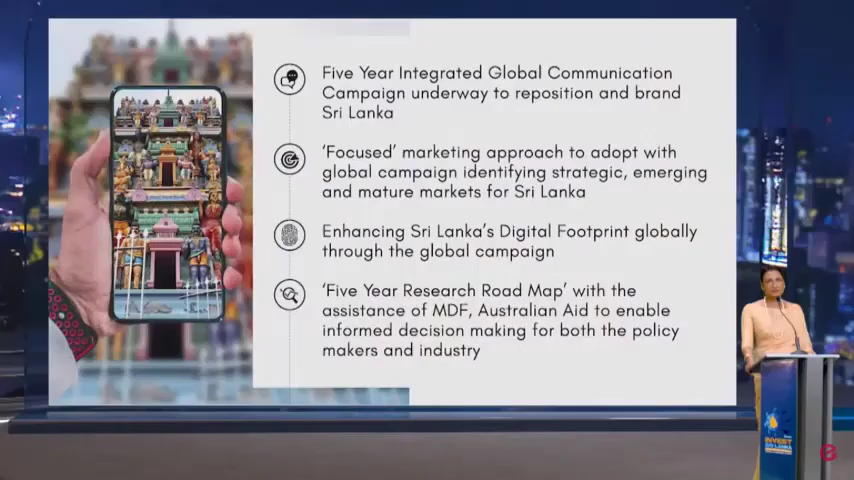 Five Year Integrated Global Communication
Campaign underway to reposition and brand
Sri Lanka
‘Focused’ marketing approach to adopt with
global campaign identifying strategic, emerging
and mature markets for Sri Lanka
Enhancing Sri Lanka’s Digital Footprint globally
through the global campaign
‘Five Year Research Road Map’ with the
assistance of MDF, Australian Aid to enable
informed decision making for both the policy
makers and industry
INVEST
SRI LANKA